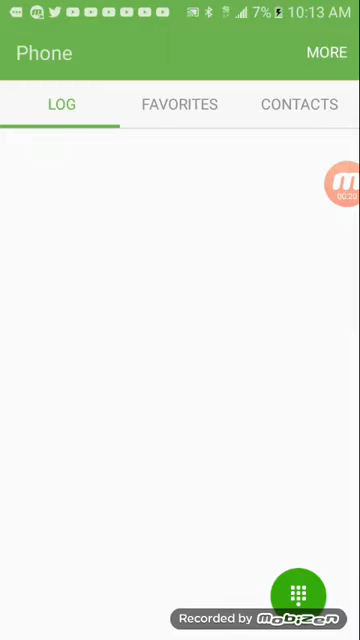 7% 10:13 AM
Phone MORE
LOG FAVORITES CONTACTS
00:20
Recorded by mobizen